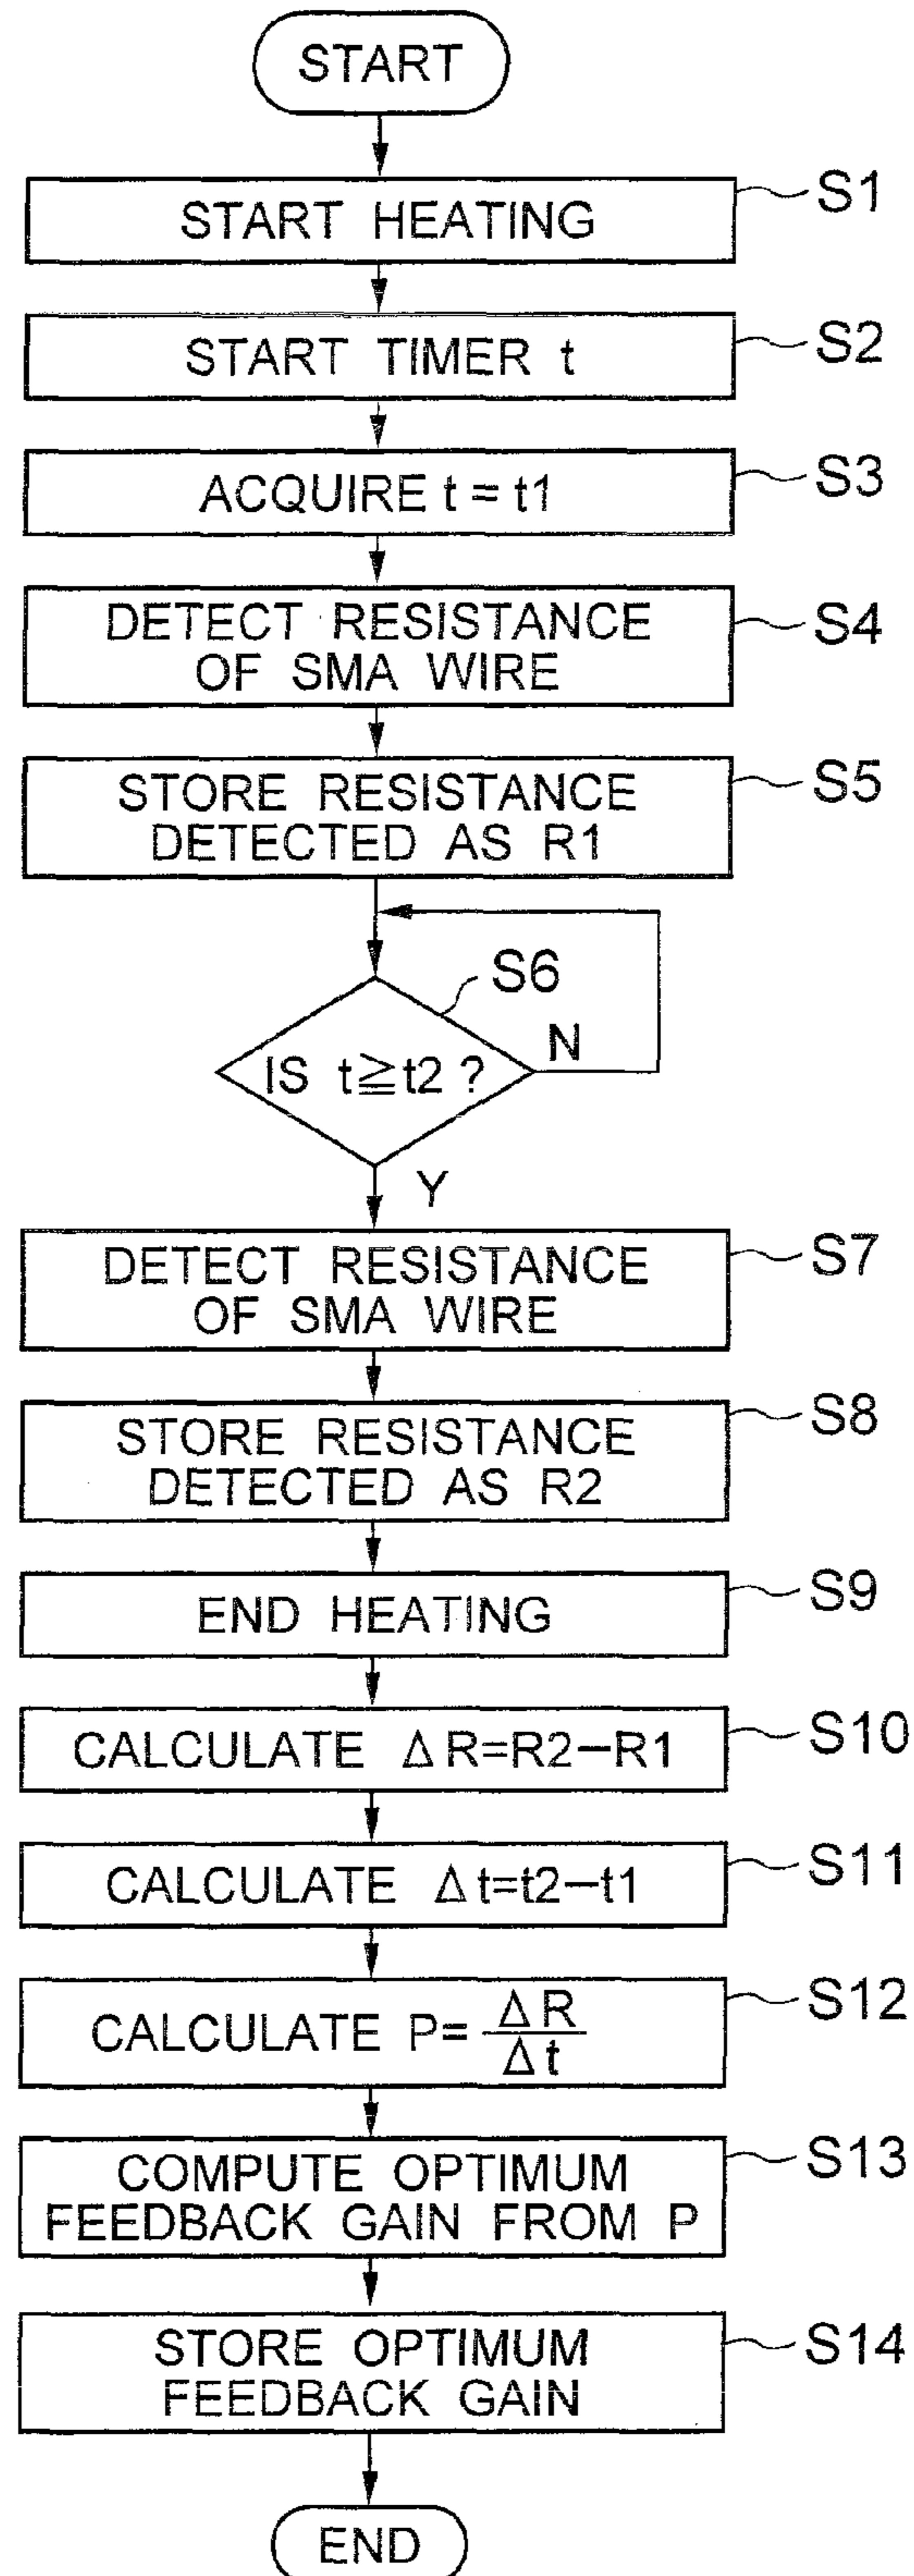 START
START HEATING
S1
START TIMER t
S2
ACQUIRE t = t1
S3
DETECT RESISTANCE
OF SMA WIRE
S4
STORE RESISTANCE
DETECTED AS R1
S5
S6
IS t≧t2 ?
N
Y
DETECT RESISTANCE
OF SMA WIRE
S7
STORE RESISTANCE
DETECTED AS R2
S8
END HEATING
S9
CALCULATE ΔR=R2−R1
S10
CALCULATE Δt=t2−t1
S11
CALCULATE P= ΔR/Δt
S12
COMPUTE OPTIMUM
FEEDBACK GAIN FROM P
S13
STORE OPTIMUM
FEEDBACK GAIN
S14
END